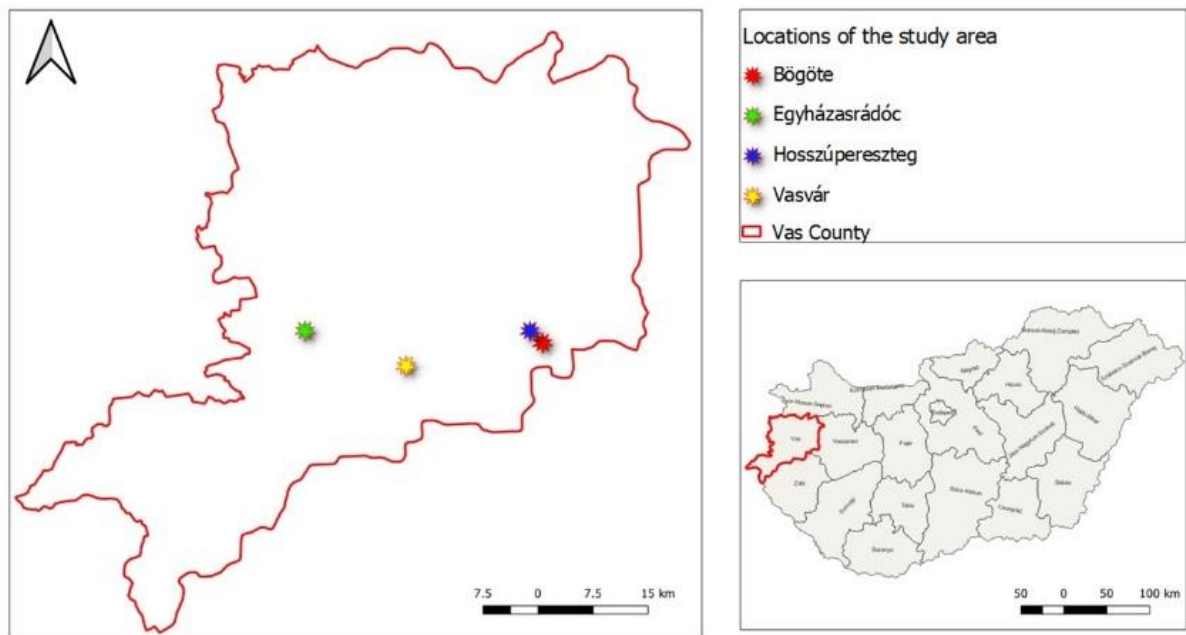 Locations of the study area
Bögöte
Egyházasrádóc
Hosszúpereszteg
Vasvár
Vas County
7.5 0 7.5 15 km
Nógrád
Heves
Budapest
Pest
Vas
Veszprém
Fejér
Zala
Somogy
Tolna
Bács-Kiskun
Csongrád
Békés
Baranya
50 0 50 100 km